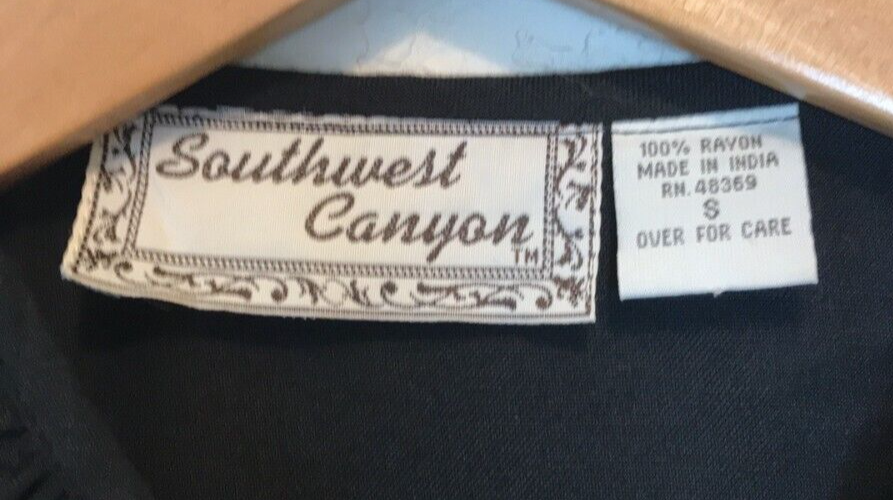 Southwest
Canyon
TM
100% RAYON
MADE IN INDIA
RN. 48369
S
OVER FOR CARE